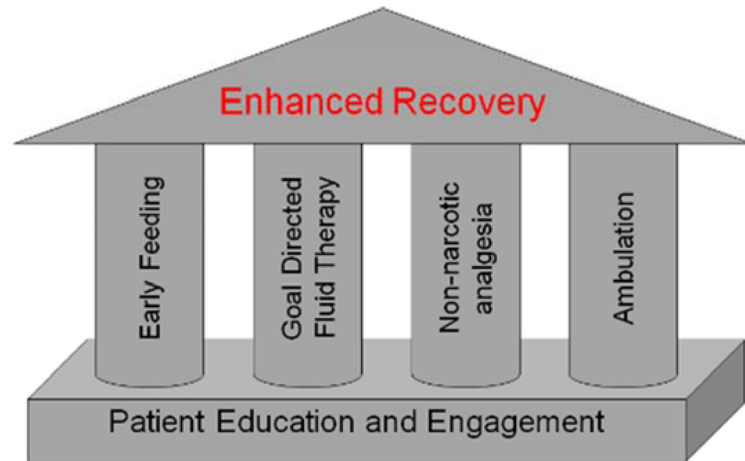 Enhanced Recovery
Early Feeding
Goal Directed
Fluid Therapy
Non-narcotic
analgesia
Ambulation
Patient Education and Engagement